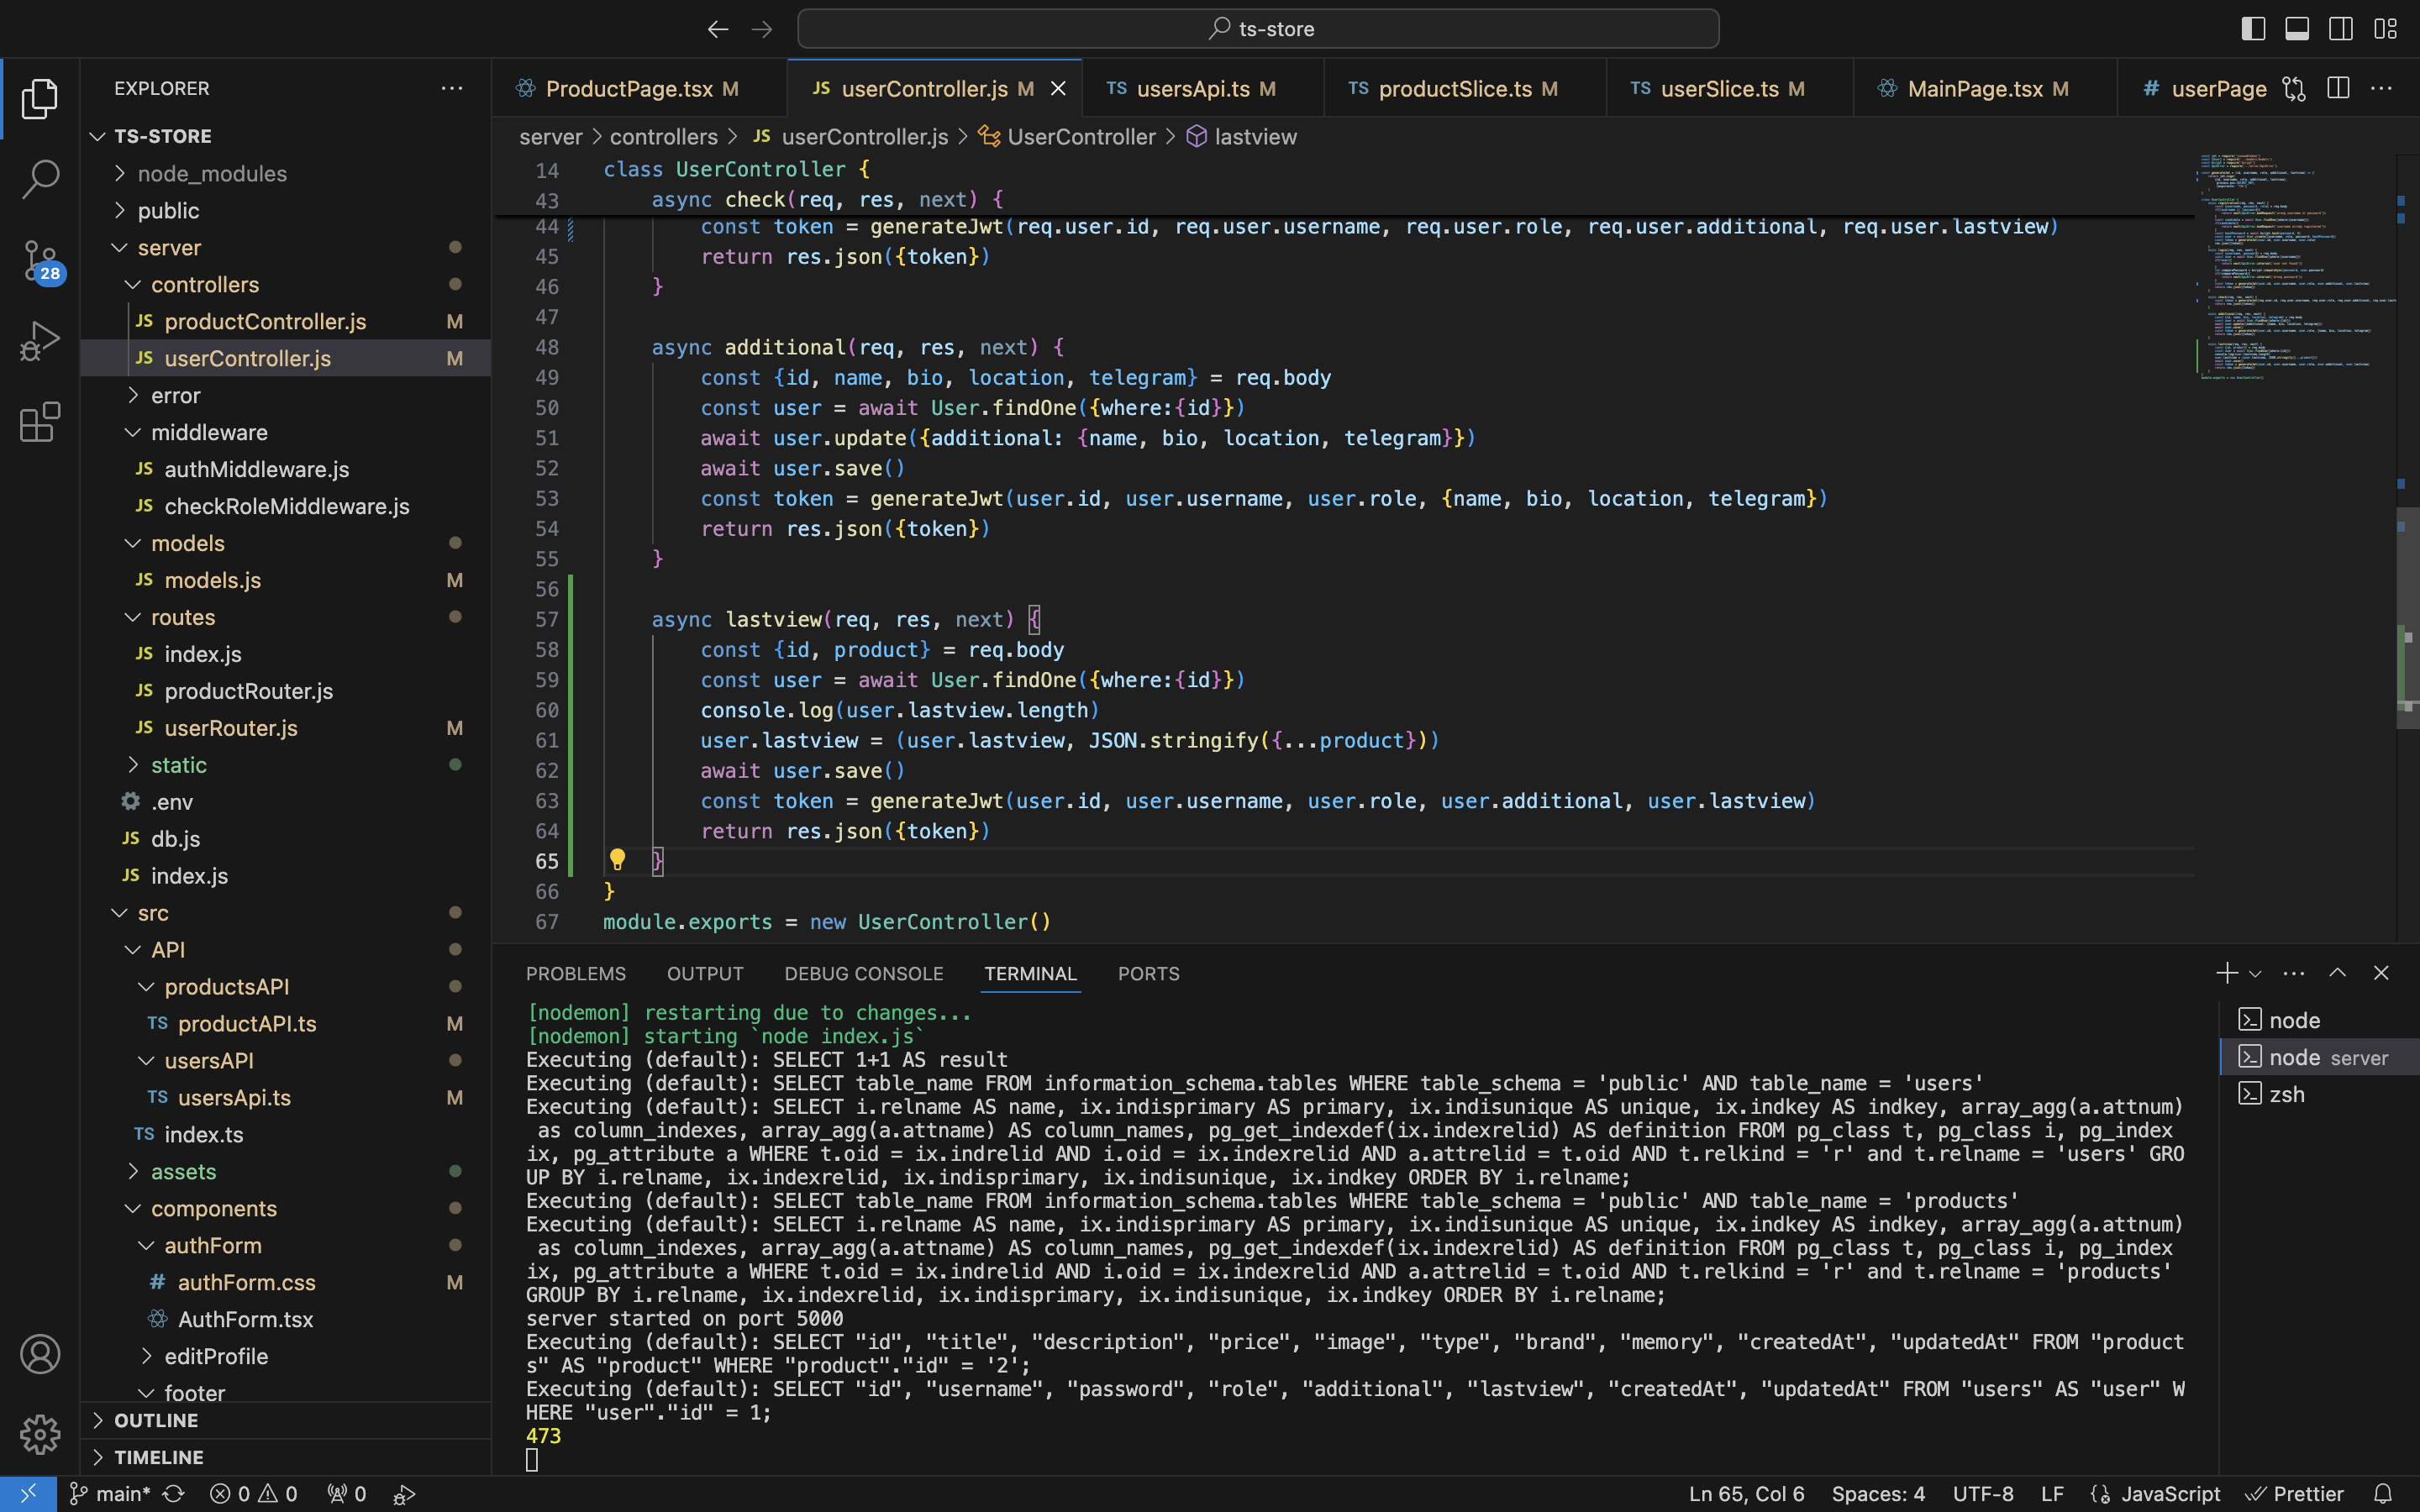 ts-store
EXPLORER
TS-STORE
node_modules
public
server
controllers
JS productController.js M
JS userController.js M
error
middleware
JS authMiddleware.js
JS checkRoleMiddleware.js
models
JS models.js M
routes
JS index.js
JS productRouter.js
JS userRouter.js M
static
.env
JS db.js
JS index.js
src
API
productsAPI
TS productAPI.ts M
usersAPI
TS usersApi.ts M
TS index.ts
assets
components
authForm
# authForm.css M
AuthForm.tsx
editProfile
footer
OUTLINE
TIMELINE
28
ProductPage.tsx M JS userController.js M TS usersApi.ts M TS productSlice.ts M TS userSlice.ts M MainPage.tsx M # userPage
server > controllers > JS userController.js > UserController > lastview
14 class UserController {
43 async check(req, res, next) {
44 const token = generateJwt(req.user.id, req.user.username, req.user.role, req.user.additional, req.user.lastview)
45 return res.json({token})
46 }
47
48 async additional(req, res, next) {
49 const {id, name, bio, location, telegram} = req.body
50 const user = await User.findOne({where:{id}})
51 await user.update({additional: {name, bio, location, telegram}})
52 await user.save()
53 const token = generateJwt(user.id, user.username, user.role, {name, bio, location, telegram})
54 return res.json({token})
55 }
56
57 async lastview(req, res, next) {
58 const {id, product} = req.body
59 const user = await User.findOne({where:{id}})
60 console.log(user.lastview.length)
61 user.lastview = (user.lastview, JSON.stringify({...product}))
62 await user.save()
63 const token = generateJwt(user.id, user.username, user.role, user.additional, user.lastview)
64 return res.json({token})
65 }
66 }
67 module.exports = new UserController()
PROBLEMS OUTPUT DEBUG CONSOLE TERMINAL PORTS
[nodemon] restarting due to changes...
[nodemon] starting `node index.js`
Executing (default): SELECT 1+1 AS result
Executing (default): SELECT table_name FROM information_schema.tables WHERE table_schema = 'public' AND table_name = 'users'
Executing (default): SELECT i.relname AS name, ix.indisprimary AS primary, ix.indisunique AS unique, ix.indkey AS indkey, array_agg(a.attnum)
as column_indexes, array_agg(a.attname) AS column_names, pg_get_indexdef(ix.indexrelid) AS definition FROM pg_class t, pg_class i, pg_index
ix, pg_attribute a WHERE t.oid = ix.indrelid AND i.oid = ix.indexrelid AND a.attrelid = t.oid AND t.relkind = 'r' and t.relname = 'users' GRO
UP BY i.relname, ix.indexrelid, ix.indisprimary, ix.indisunique, ix.indkey ORDER BY i.relname;
Executing (default): SELECT table_name FROM information_schema.tables WHERE table_schema = 'public' AND table_name = 'products'
Executing (default): SELECT i.relname AS name, ix.indisprimary AS primary, ix.indisunique AS unique, ix.indkey AS indkey, array_agg(a.attnum)
as column_indexes, array_agg(a.attname) AS column_names, pg_get_indexdef(ix.indexrelid) AS definition FROM pg_class t, pg_class i, pg_index
ix, pg_attribute a WHERE t.oid = ix.indrelid AND i.oid = ix.indexrelid AND a.attrelid = t.oid AND t.relkind = 'r' and t.relname = 'products'
GROUP BY i.relname, ix.indexrelid, ix.indisprimary, ix.indisunique, ix.indkey ORDER BY i.relname;
server started on port 5000
Executing (default): SELECT "id", "title", "description", "price", "image", "type", "brand", "memory", "createdAt", "updatedAt" FROM "product
s" AS "product" WHERE "product"."id" = '2';
Executing (default): SELECT "id", "username", "password", "role", "additional", "lastview", "createdAt", "updatedAt" FROM "users" AS "user" W
HERE "user"."id" = 1;
473
node
node server
zsh
main* 0 0 0 Ln 65, Col 6 Spaces: 4 UTF-8 LF JavaScript Prettier